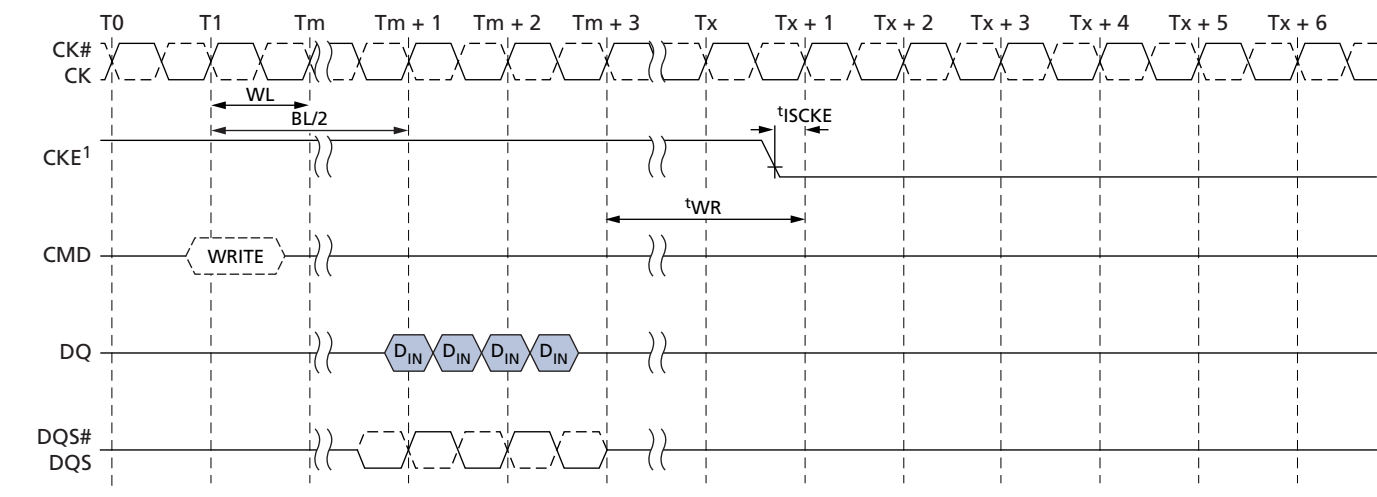 T0 T1 Tm Tm + 1 Tm + 2 Tm + 3 Tx Tx + 1 Tx + 2 Tx + 3 Tx + 4 Tx + 5 Tx + 6
CK#
CK
WL
BL/2
tISCKE
CKE1
tWR
CMD WRITE
DQ DIN DIN DIN DIN
DQS#
DQS